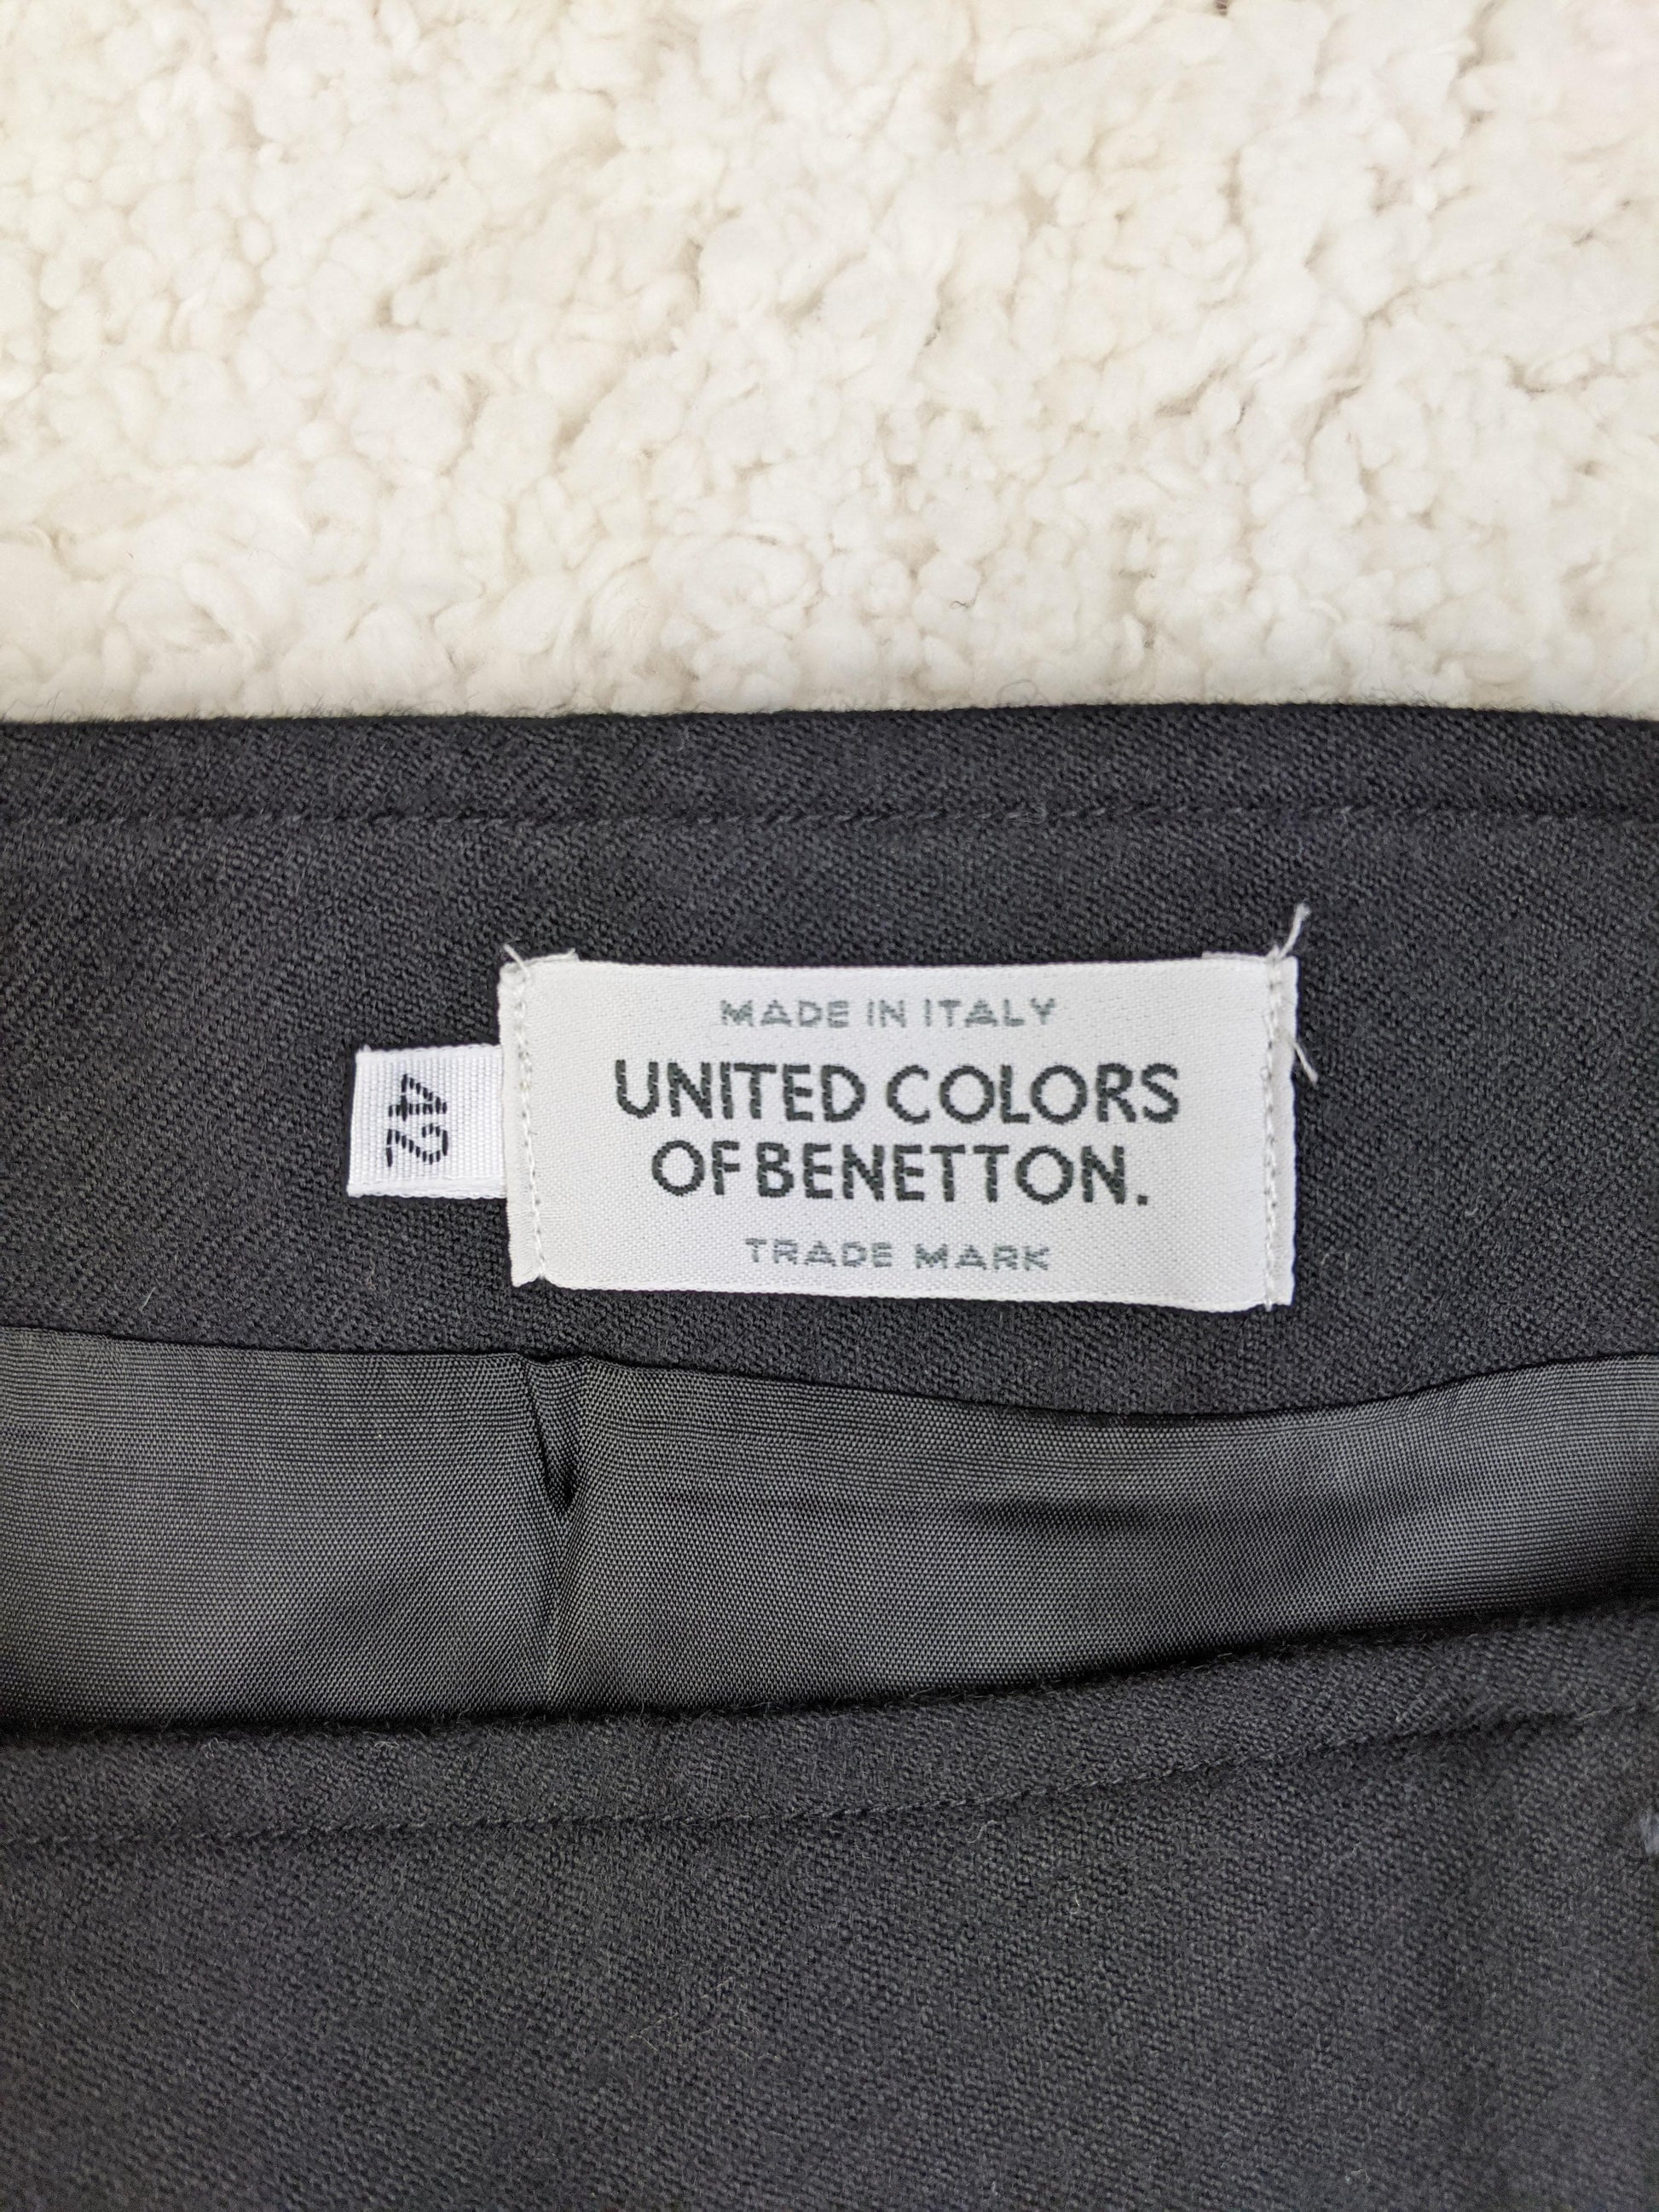 MADE IN ITALY
UNITED COLORS
OF BENETTON.
TRADE MARK
42